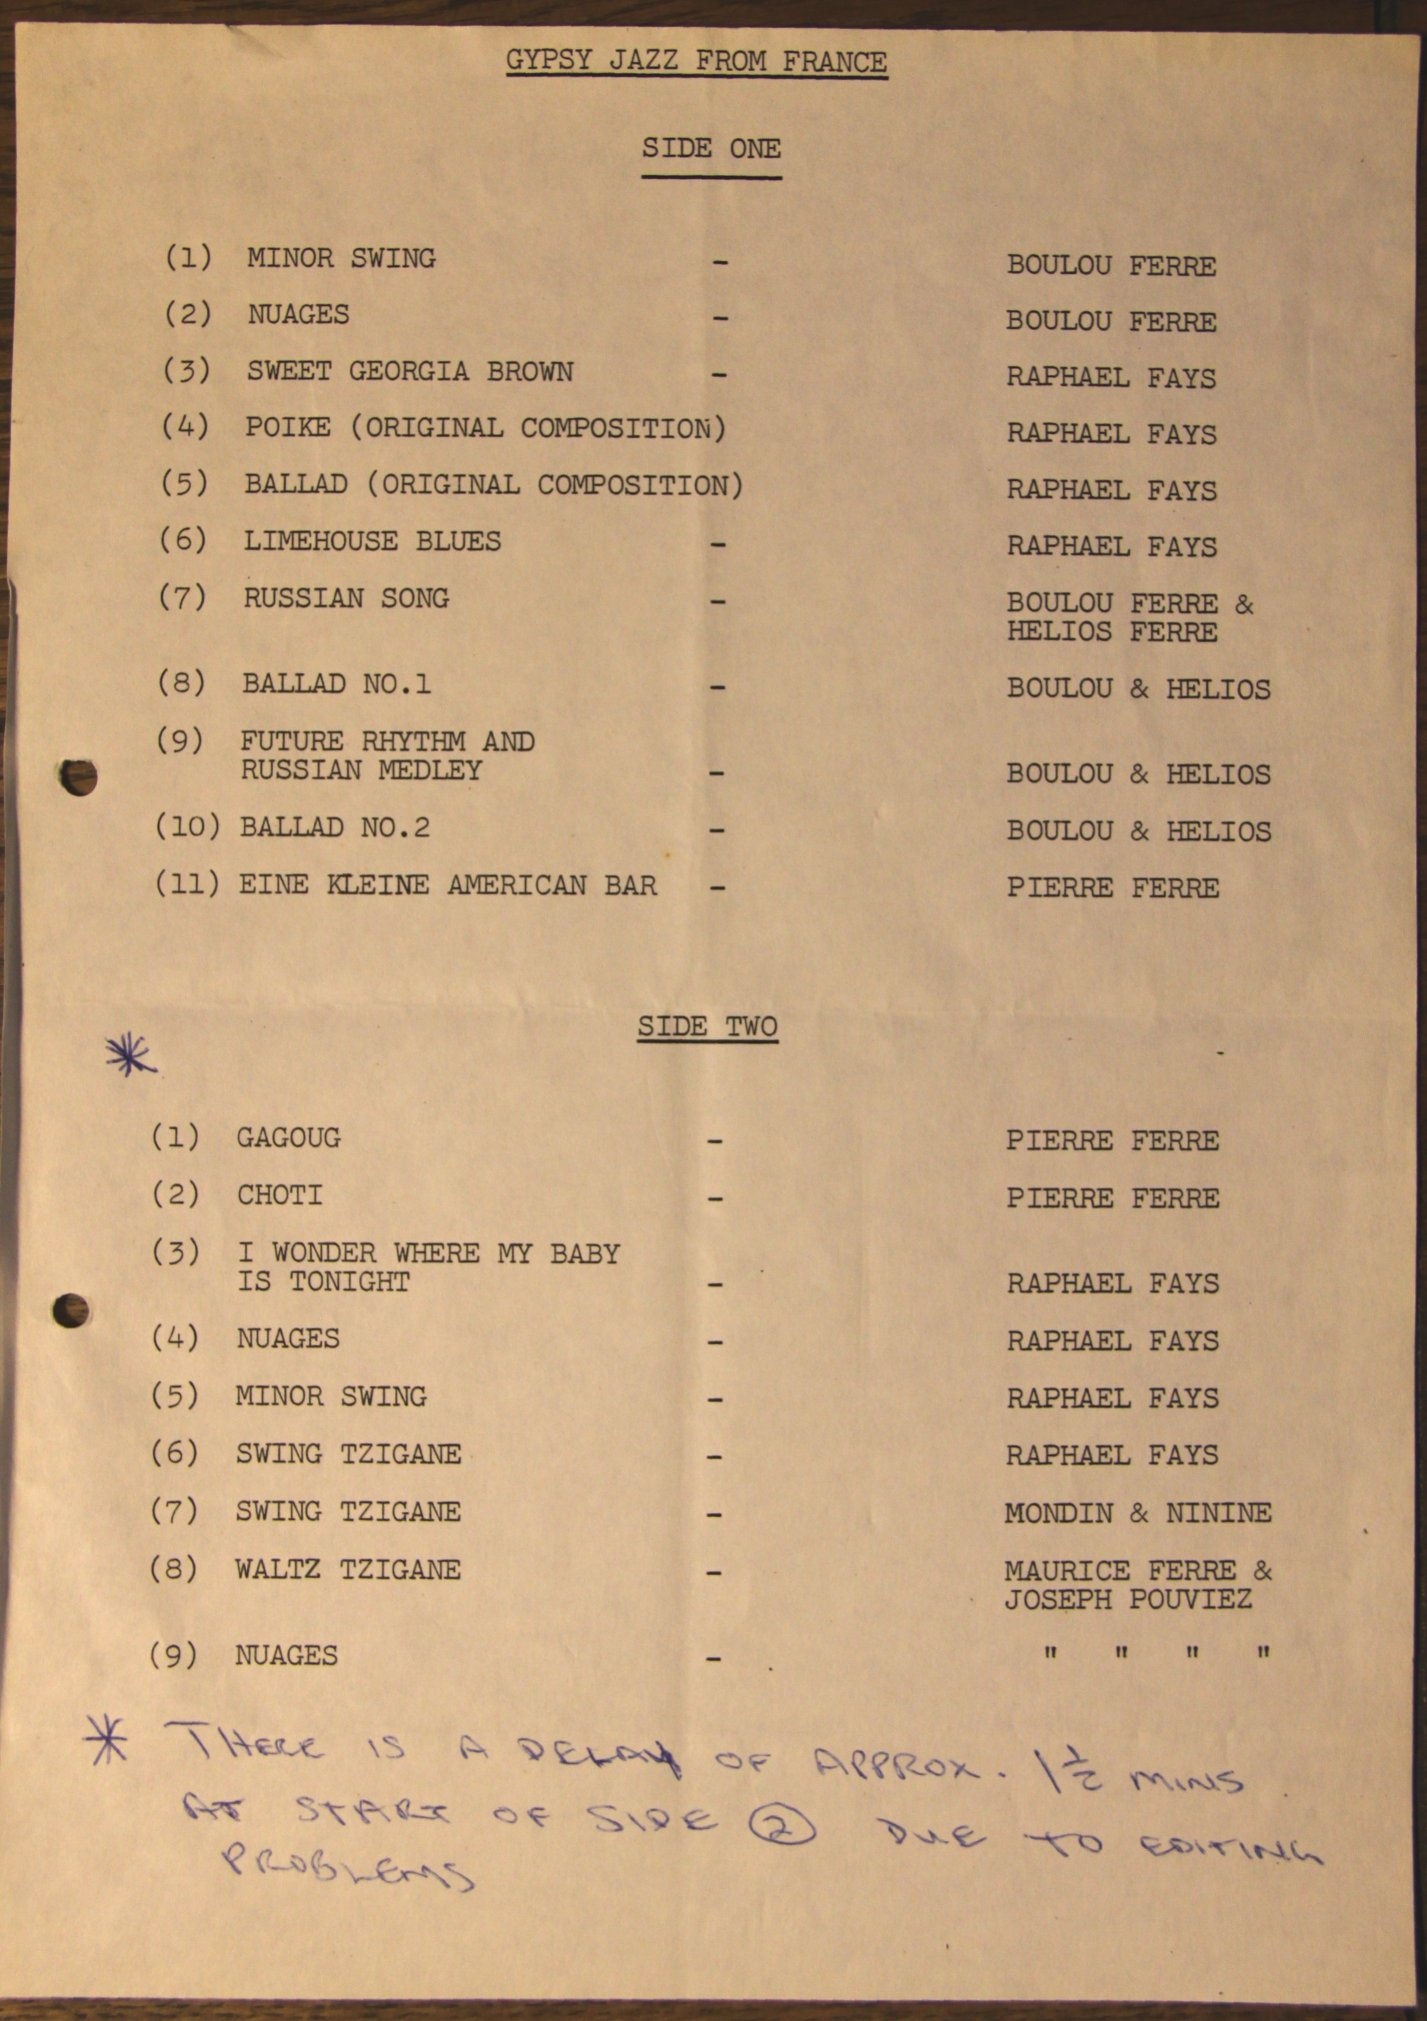 GYPSY JAZZ FROM FRANCE
SIDE ONE
(1) MINOR SWING - BOULOU FERRE
(2) NUAGES - BOULOU FERRE
(3) SWEET GEORGIA BROWN - RAPHAEL FAYS
(4) POIKE (ORIGINAL COMPOSITION) RAPHAEL FAYS
(5) BALLAD (ORIGINAL COMPOSITION) RAPHAEL FAYS
(6) LIMEHOUSE BLUES - RAPHAEL FAYS
(7) RUSSIAN SONG - BOULOU FERRE &
HELIOS FERRE
(8) BALLAD NO.1 - BOULOU & HELIOS
(9) FUTURE RHYTHM AND
RUSSIAN MEDLEY - BOULOU & HELIOS
(10) BALLAD NO.2 - BOULOU & HELIOS
(11) EINE KLEINE AMERICAN BAR - PIERRE FERRE
SIDE TWO
*
(1) GAGOUG - PIERRE FERRE
(2) CHOTI - PIERRE FERRE
(3) I WONDER WHERE MY BABY
IS TONIGHT - RAPHAEL FAYS
(4) NUAGES - RAPHAEL FAYS
(5) MINOR SWING - RAPHAEL FAYS
(6) SWING TZIGANE - RAPHAEL FAYS
(7) SWING TZIGANE - MONDIN & NININE
(8) WALTZ TZIGANE - MAURICE FERRE &
JOSEPH POUVIEZ
(9) NUAGES - " " " "
* THERE IS A DELAY OF APPROX. 1½ MINS
AT START OF SIDE ② DUE TO EDITING
PROBLEMS